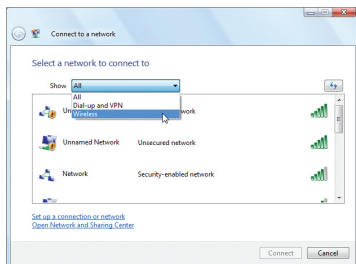 Connect to a network
Select a network to connect to
Show All
All
Dial-up and VPN
Wireless
Un work
Unnamed Network Unsecured network
Network Security-enabled network
Set up a connection or network
Open Network and Sharing Center
Connect Cancel